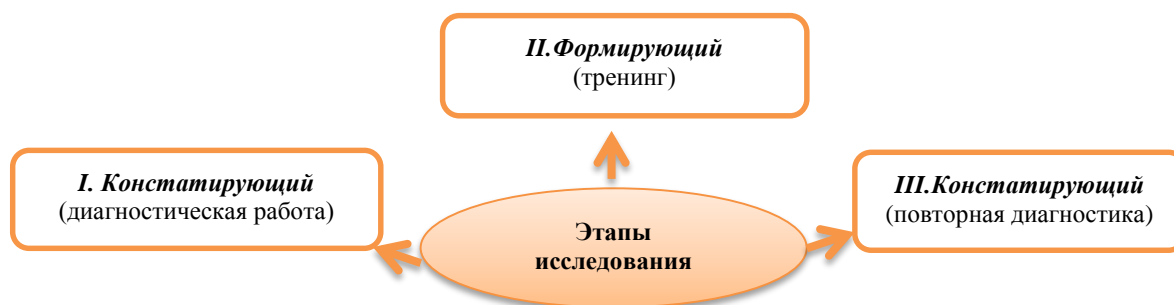 II.Формирующий
(тренинг)
I. Констатирующий
(диагностическая работа)
III.Констатирующий
(повторная диагностика)
Этапы
исследования